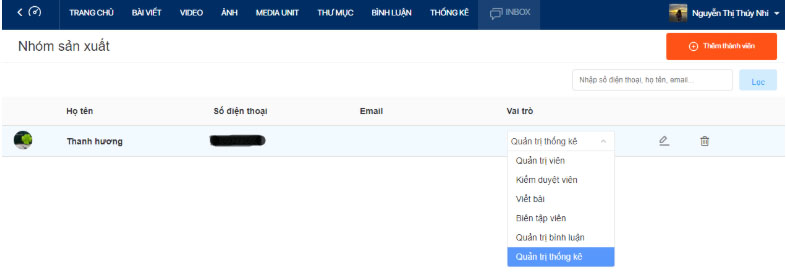 TRANG CHỦ BÀI VIẾT VIDEO ẢNH MEDIA UNIT THƯ MỤC BÌNH LUẬN THỐNG KÊ INBOX Nguyễn Thị Thúy Nhi
Nhóm sản xuất
Thêm thành viên
Nhập số điện thoại, họ tên, email... Lọc
Họ tên Số điện thoại Email Vai trò
Thanh hương Quản trị thống kê
Quản trị viên
Kiểm duyệt viên
Viết bài
Biên tập viên
Quản trị bình luận
Quản trị thống kê